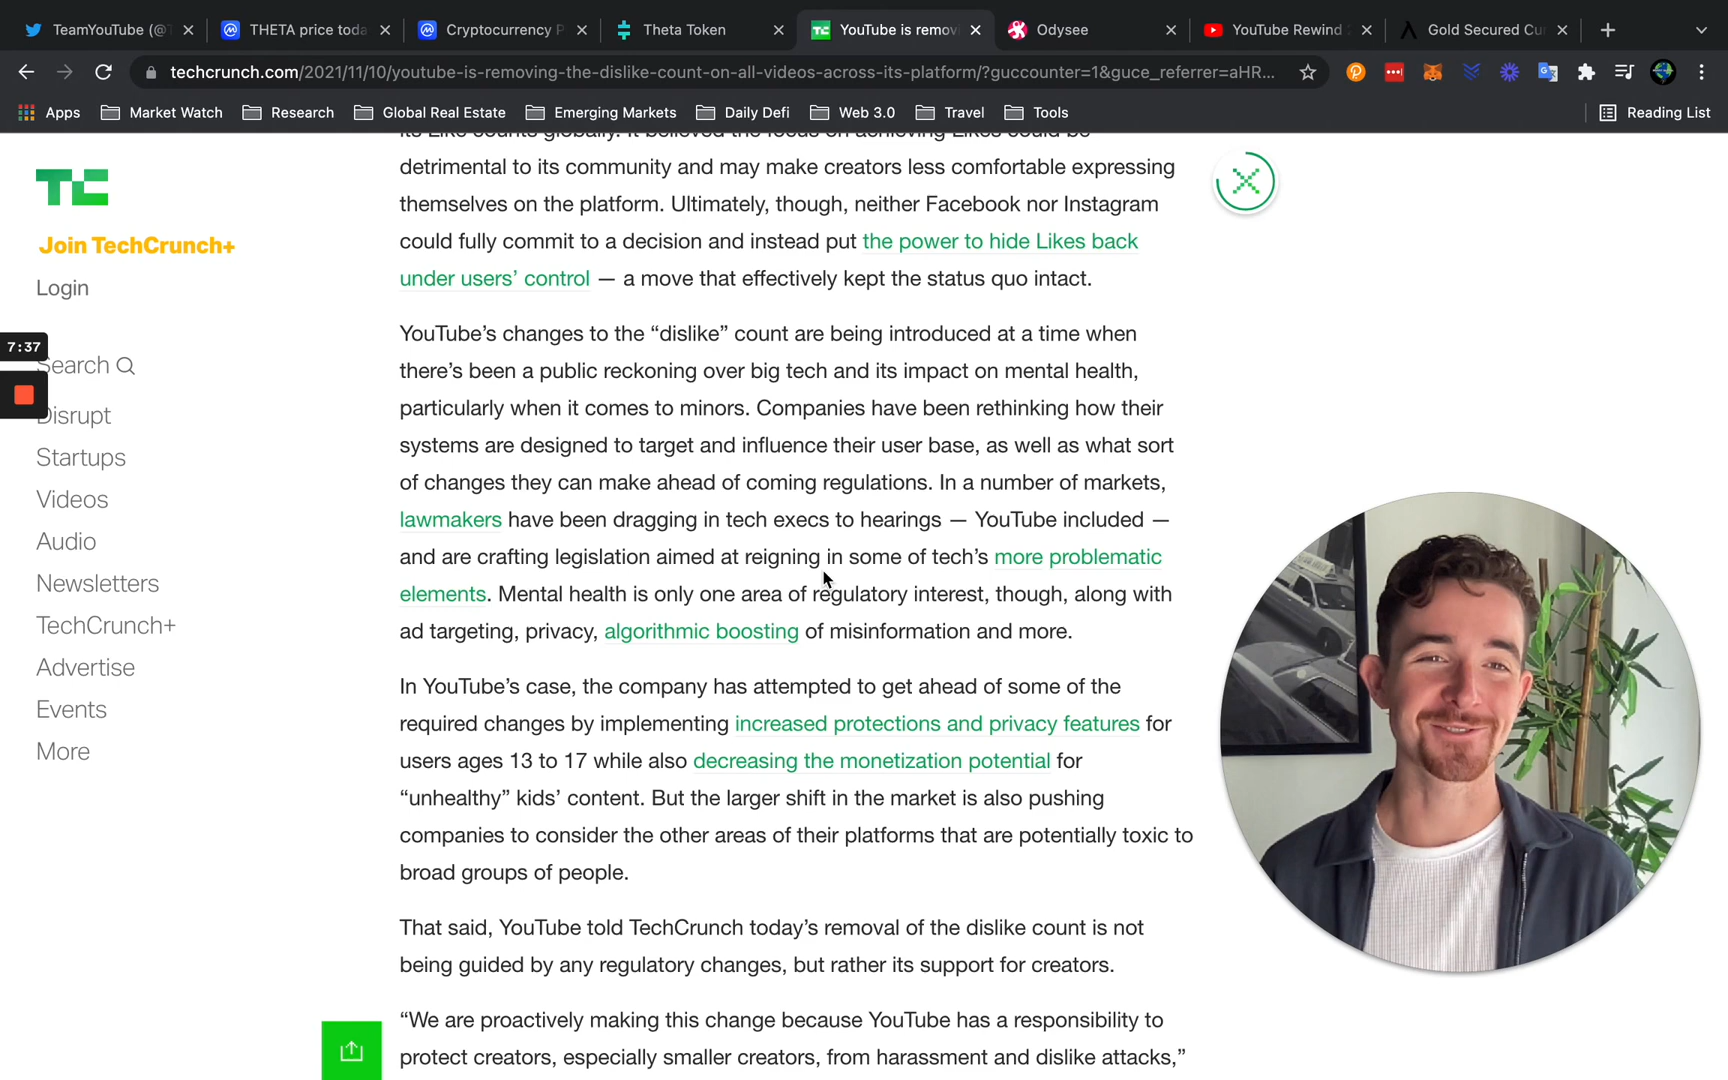 TeamYouTube (@T
THETA price toda
Cryptocurrency P
Theta Token
YouTube is remov
Odysee
YouTube Rewind
Gold Secured Cu
techcrunch.com/2021/11/10/youtube-is-removing-the-dislike-count-on-all-videos-across-its-platform/?guccounter=1&guce_referrer=aHR...
Apps
Market Watch
Research
Global Real Estate
Emerging Markets
Daily Defi
Web 3.0
Travel
Tools
Reading List
TC
Join TechCrunch+
Login
7:37
Search
Disrupt
Startups
Videos
Audio
Newsletters
TechCrunch+
Advertise
Events
More
its Like counts globally. It believed the focus on achieving Likes could be
detrimental to its community and may make creators less comfortable expressing
themselves on the platform. Ultimately, though, neither Facebook nor Instagram
could fully commit to a decision and instead put the power to hide Likes back
under users’ control — a move that effectively kept the status quo intact.
YouTube’s changes to the “dislike” count are being introduced at a time when
there’s been a public reckoning over big tech and its impact on mental health,
particularly when it comes to minors. Companies have been rethinking how their
systems are designed to target and influence their user base, as well as what sort
of changes they can make ahead of coming regulations. In a number of markets,
lawmakers have been dragging in tech execs to hearings — YouTube included —
and are crafting legislation aimed at reigning in some of tech’s more problematic
elements. Mental health is only one area of regulatory interest, though, along with
ad targeting, privacy, algorithmic boosting of misinformation and more.
In YouTube’s case, the company has attempted to get ahead of some of the
required changes by implementing increased protections and privacy features for
users ages 13 to 17 while also decreasing the monetization potential for
“unhealthy” kids’ content. But the larger shift in the market is also pushing
companies to consider the other areas of their platforms that are potentially toxic to
broad groups of people.
That said, YouTube told TechCrunch today’s removal of the dislike count is not
being guided by any regulatory changes, but rather its support for creators.
“We are proactively making this change because YouTube has a responsibility to
protect creators, especially smaller creators, from harassment and dislike attacks,”